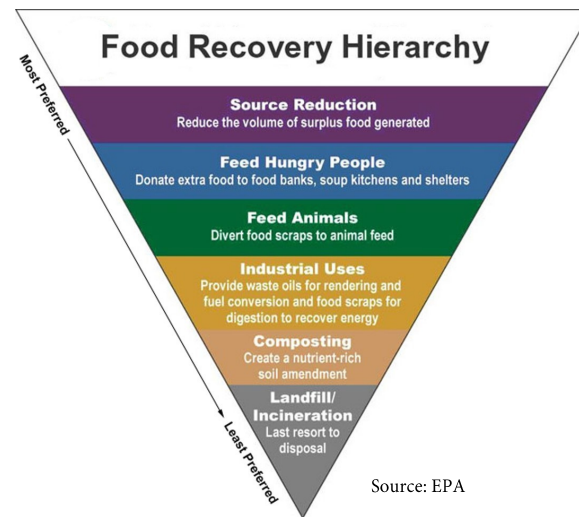 Food Recovery Hierarchy
Most Preferred
Source Reduction
Reduce the volume of surplus food generated
Feed Hungry People
Donate extra food to food banks, soup kitchens and shelters
Feed Animals
Divert food scraps to animal feed
Industrial Uses
Provide waste oils for rendering and
fuel conversion and food scraps for
digestion to recover energy
Composting
Create a nutrient-rich
soil amendment
Landfill/
Incineration
Last resort to
disposal
Least Preferred
Source: EPA